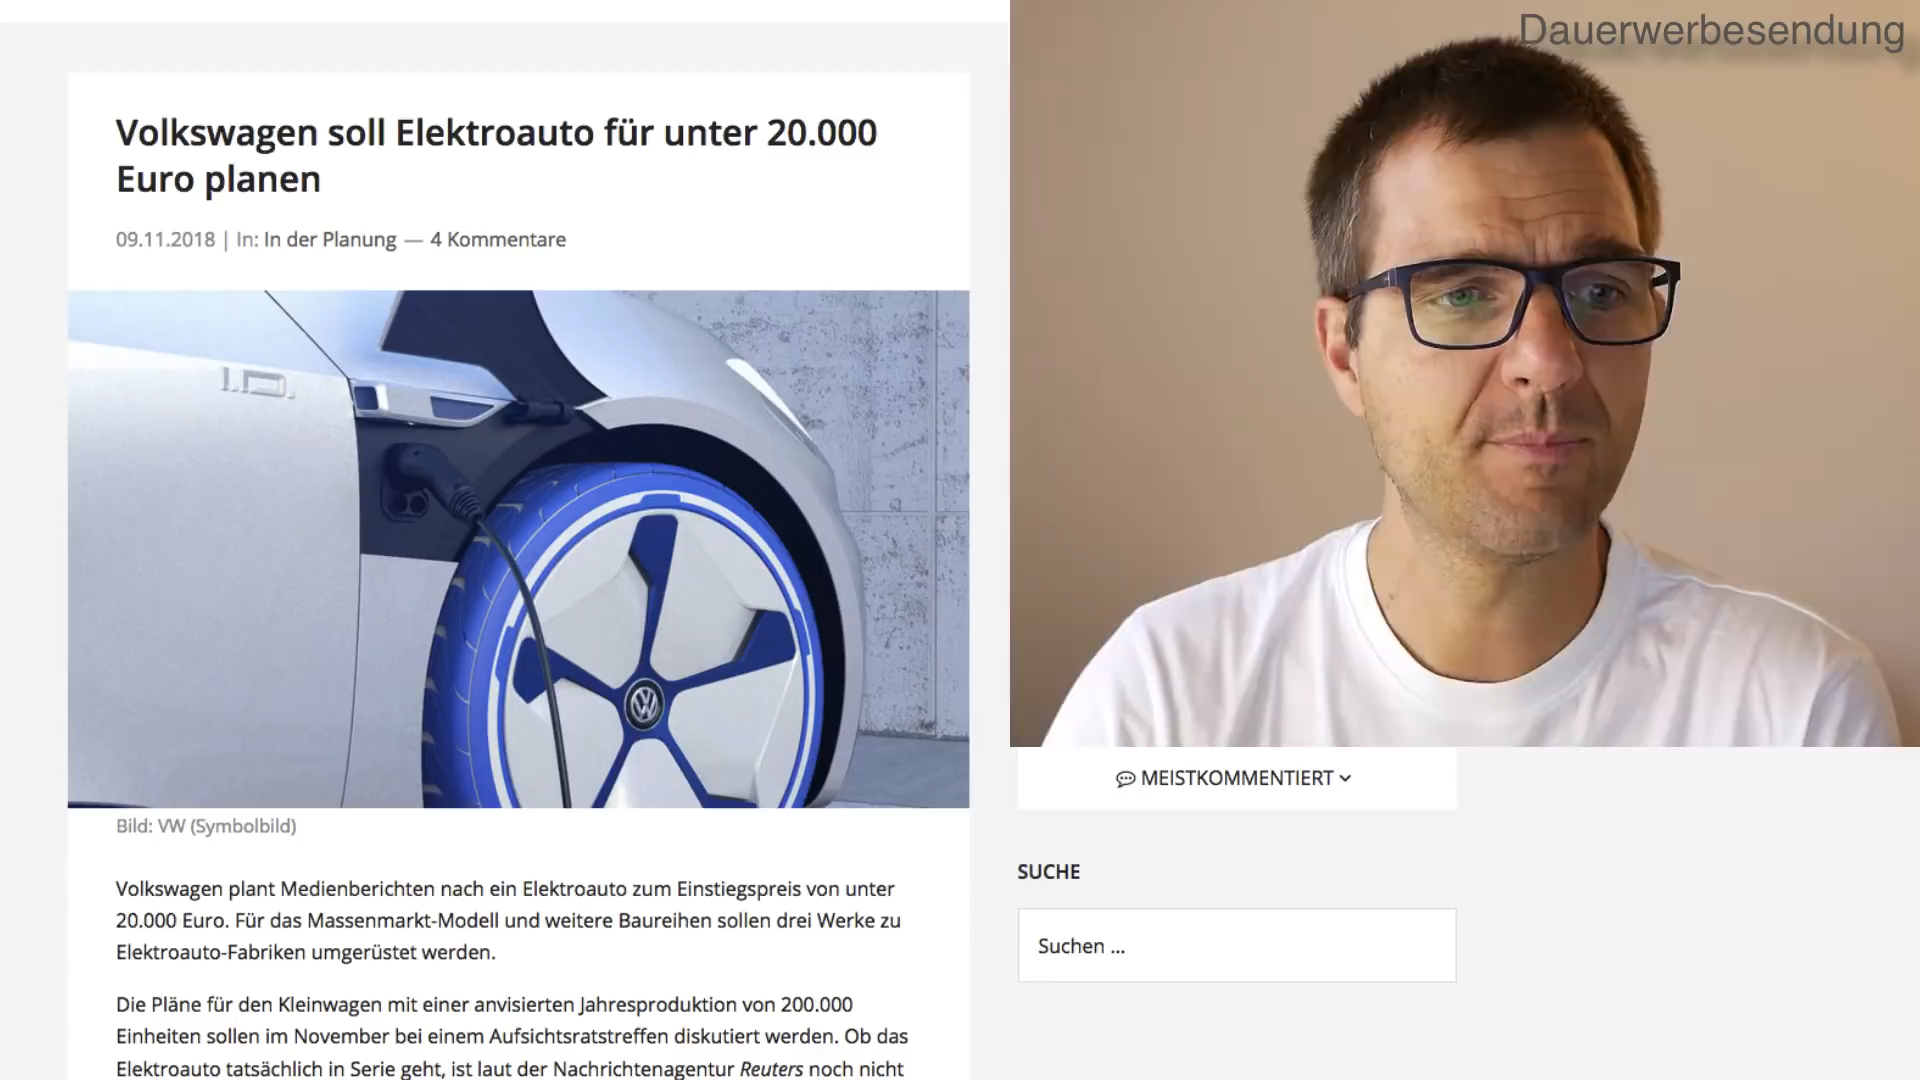 Dauerwerbesendung
Volkswagen soll Elektroauto für unter 20.000
Euro planen
09.11.2018 | In: In der Planung — 4 Kommentare
I.D.
Bild: VW (Symbolbild)
Volkswagen plant Medienberichten nach ein Elektroauto zum Einstiegspreis von unter
20.000 Euro. Für das Massenmarkt-Modell und weitere Baureihen sollen drei Werke zu
Elektroauto-Fabriken umgerüstet werden.
Die Pläne für den Kleinwagen mit einer anvisierten Jahresproduktion von 200.000
Einheiten sollen im November bei einem Aufsichtsratstreffen diskutiert werden. Ob das
Elektroauto tatsächlich in Serie geht, ist laut der Nachrichtenagentur Reuters noch nicht
MEISTKOMMENTIERT
SUCHE
Suchen ...